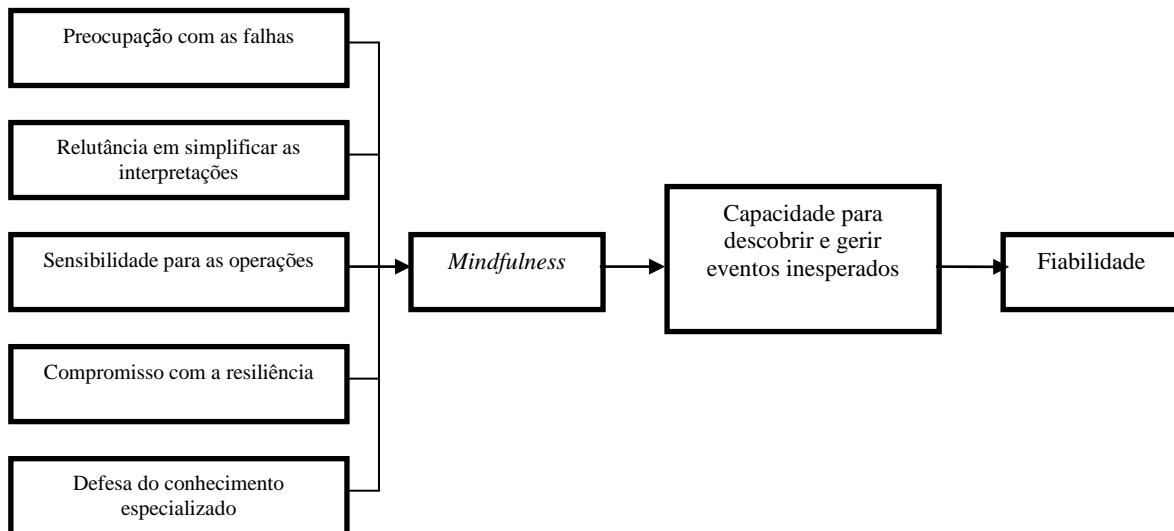 Preocupação com as falhas
Relutância em simplificar as
interpretações
Sensibilidade para as operações
Compromisso com a resiliência
Defesa do conhecimento
especializado
Mindfulness
Capacidade para
descobrir e gerir
eventos inesperados
Fiabilidade